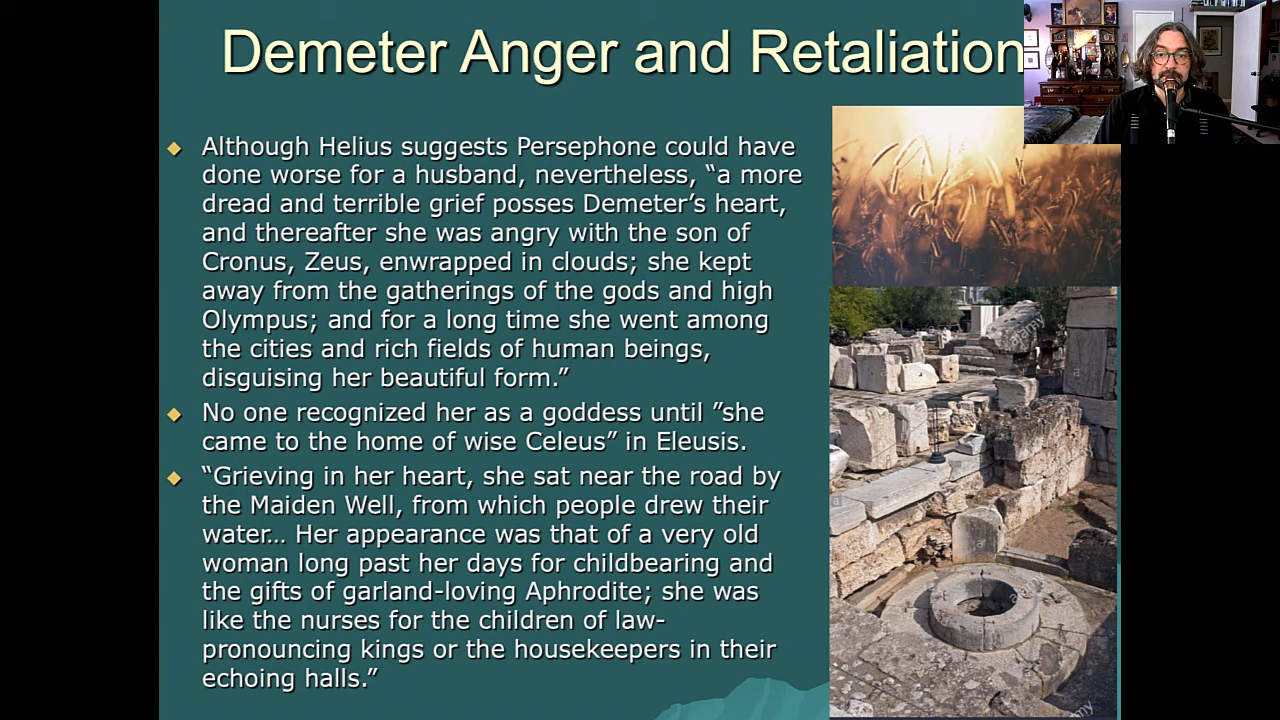 Demeter Anger and Retaliation
Although Helius suggests Persephone could have
done worse for a husband, nevertheless, “a more
dread and terrible grief posses Demeter’s heart,
and thereafter she was angry with the son of
Cronus, Zeus, enwrapped in clouds; she kept
away from the gatherings of the gods and high
Olympus; and for a long time she went among
the cities and rich fields of human beings,
disguising her beautiful form.”
No one recognized her as a goddess until ”she
came to the home of wise Celeus” in Eleusis.
“Grieving in her heart, she sat near the road by
the Maiden Well, from which people drew their
water… Her appearance was that of a very old
woman long past her days for childbearing and
the gifts of garland-loving Aphrodite; she was
like the nurses for the children of law-
pronouncing kings or the housekeepers in their
echoing halls.”